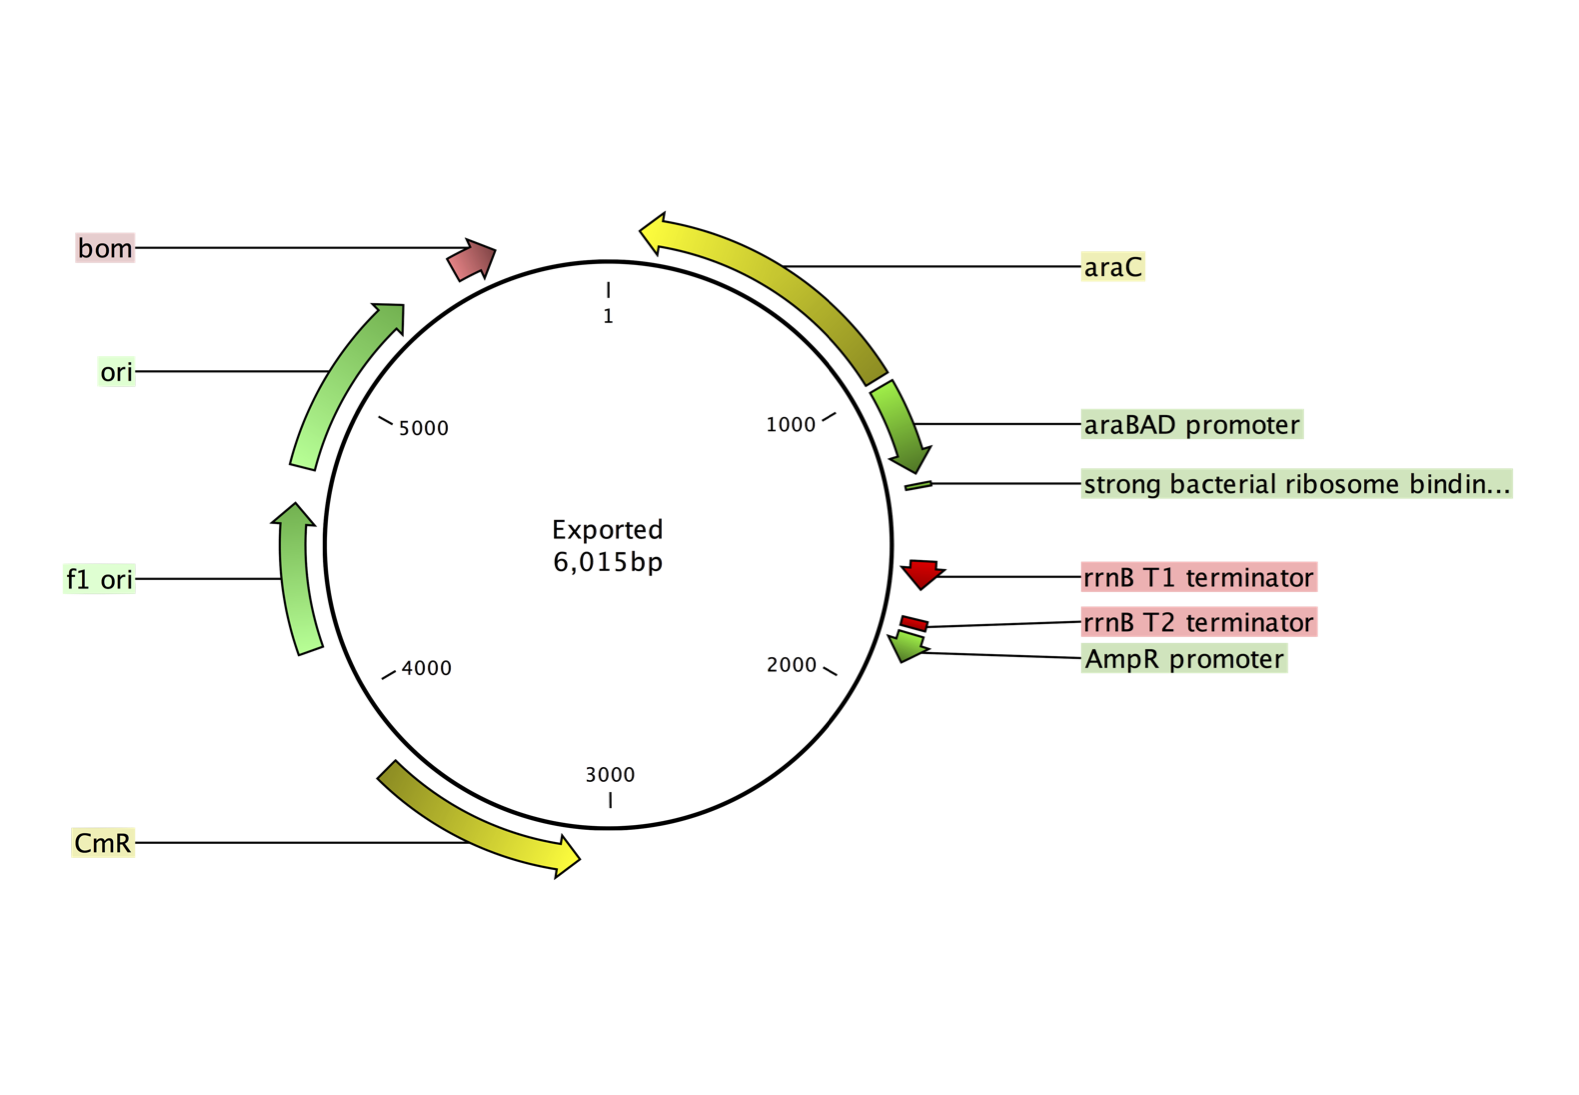 bom
araC
1
ori
5000
1000
araBAD promoter
strong bacterial ribosome bindin...
Exported
6,015bp
f1 ori
rrnB T1 terminator
rrnB T2 terminator
AmpR promoter
4000
2000
3000
CmR